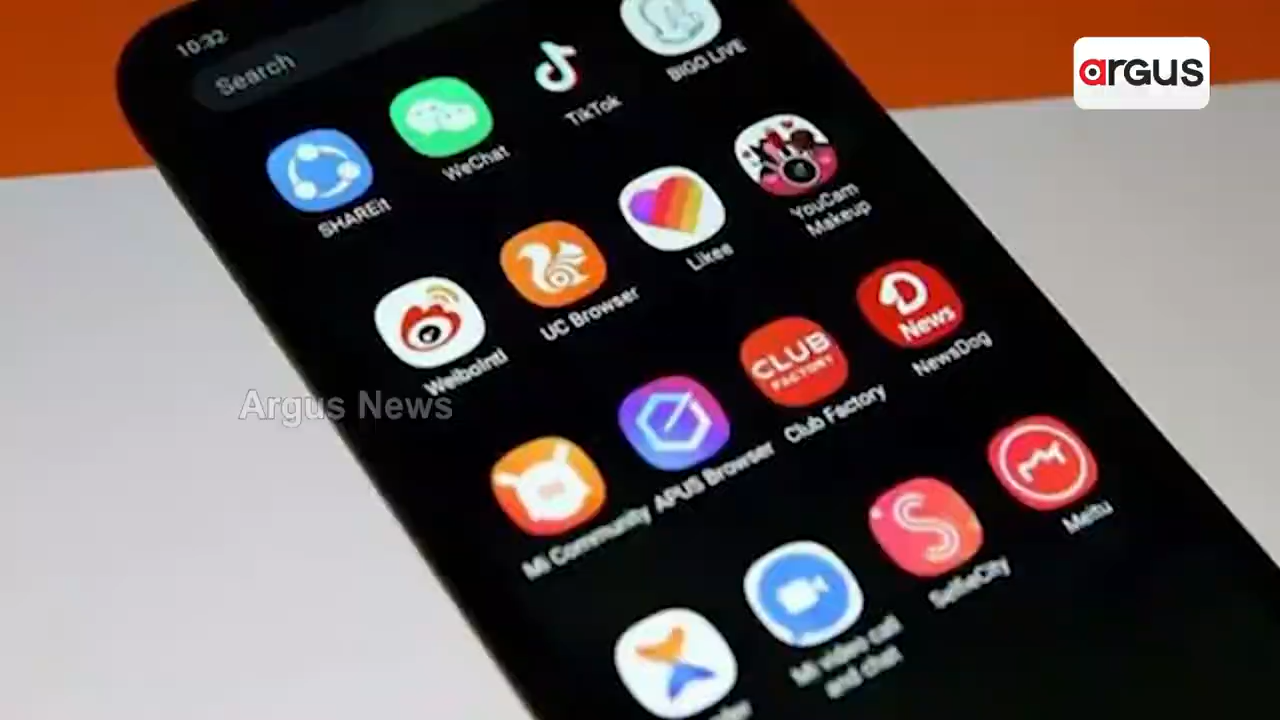 10:32
Search
argus
SHAREit
WeChat
TikTok
BIGO LIVE
Weibointl
UC Browser
Likee
YouCam
Makeup
Mi Community
APUS Browser
CLUB
FACTORY
Club Factory
News
NewsDog
Mi video call
and chat
SelfieCity
Meitu
Argus News